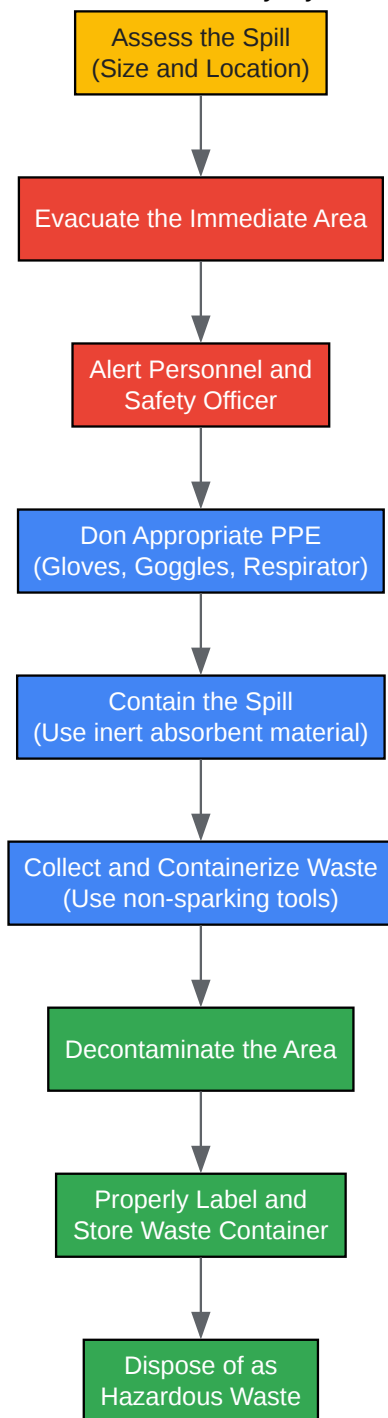 Assess the Spill
(Size and Location)
Evacuate the Immediate Area
Alert Personnel and
Safety Officer
Don Appropriate PPE
(Gloves, Goggles, Respirator)
Contain the Spill
(Use inert absorbent material)
Collect and Containerize Waste
(Use non-sparking tools)
Decontaminate the Area
Properly Label and
Store Waste Container
Dispose of as
Hazardous Waste